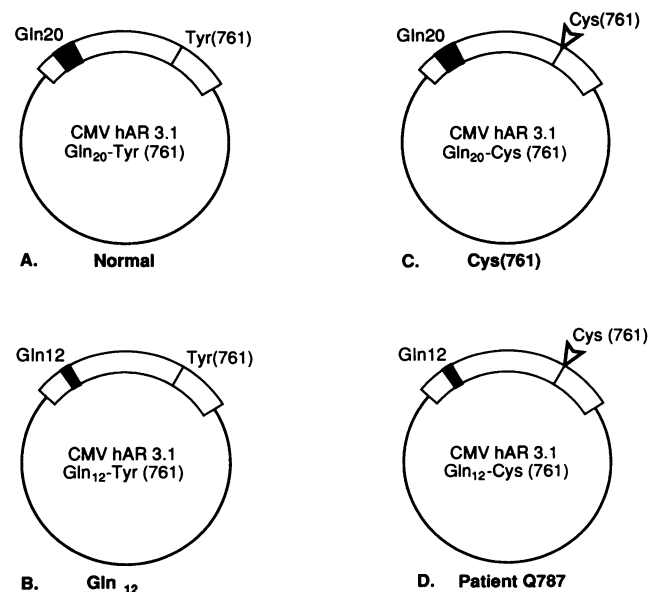 Gln20
Tyr(761)
CMV hAR 3.1
Gln20-Tyr (761)
A. Normal
Gln20
Cys(761)
CMV hAR 3.1
Gln20-Cys (761)
C. Cys(761)
Gln12
Tyr(761)
CMV hAR 3.1
Gln12-Tyr (761)
B. Gln 12
Gln12
Cys (761)
CMV hAR 3.1
Gln12-Cys (761)
D. Patient Q787